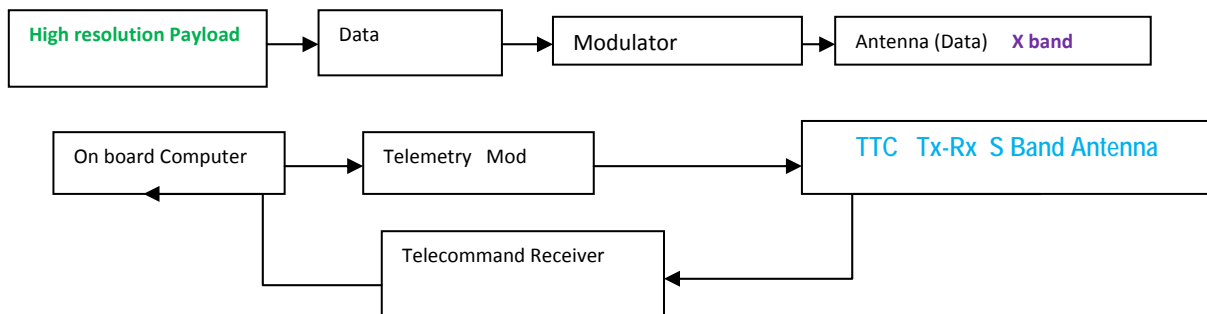 High resolution Payload
Data
Modulator
Antenna (Data) X band
On board Computer
Telemetry Mod
TTC Tx-Rx S Band Antenna
Telecommand Receiver